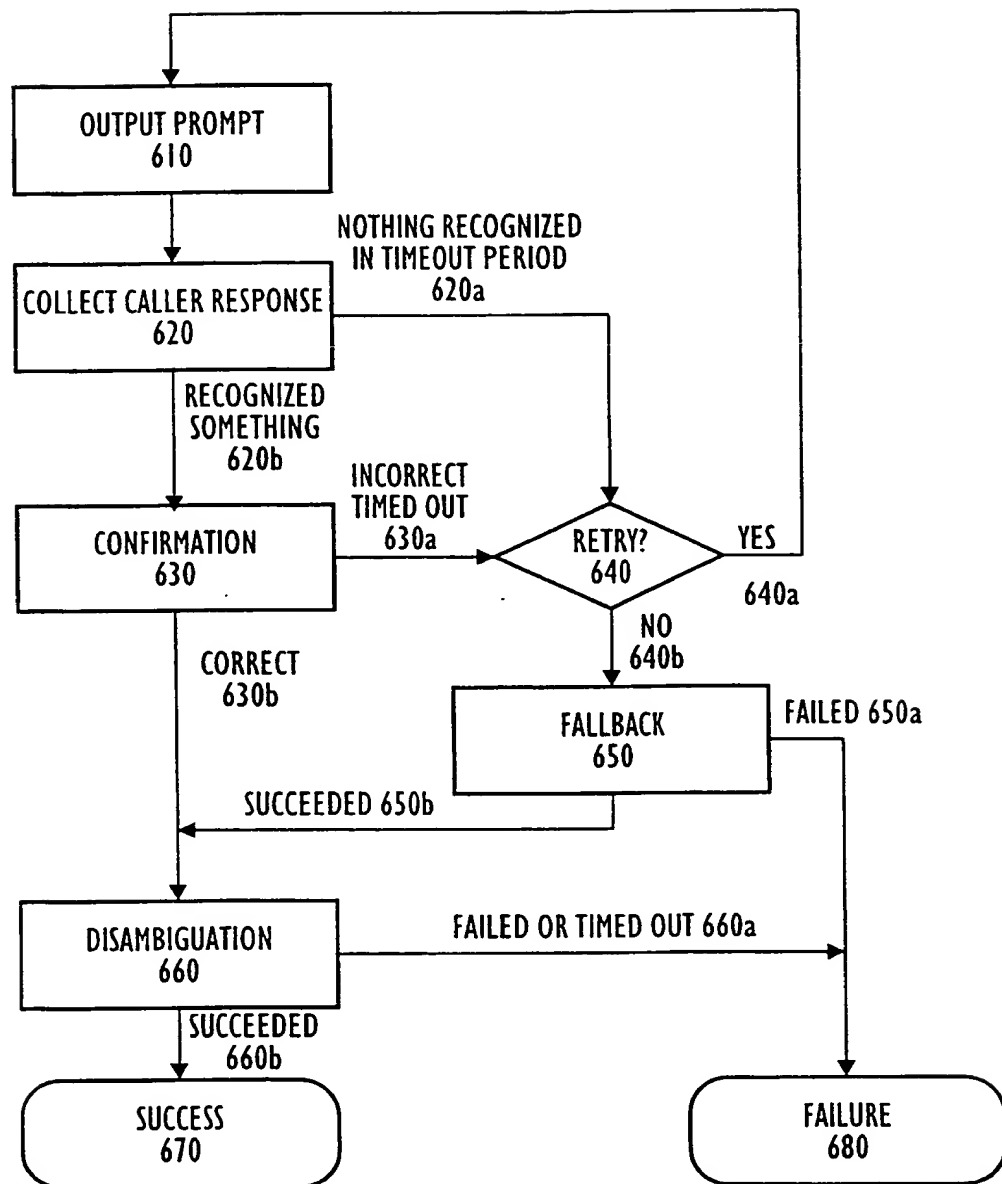 OUTPUT PROMPT
610
NOTHING RECOGNIZED
IN TIMEOUT PERIOD
620a
COLLECT CALLER RESPONSE
620
RECOGNIZED
SOMETHING
620b
INCORRECT
TIMED OUT
630a
CONFIRMATION
630
RETRY?
640
YES
640a
NO
640b
CORRECT
630b
FALLBACK
650
FAILED 650a
SUCCEEDED 650b
DISAMBIGUATION
660
FAILED OR TIMED OUT 660a
SUCCEEDED
660b
SUCCESS
670
FAILURE
680